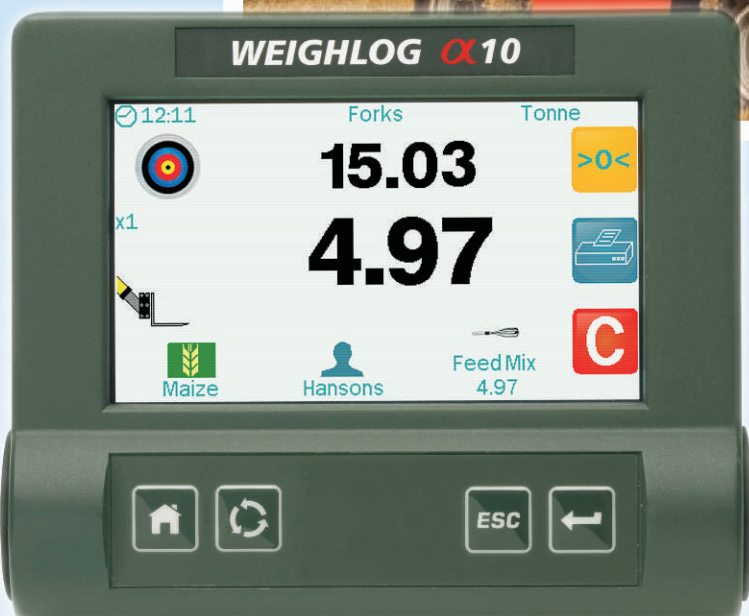 WEIGHLOG α10
12:11 Forks Tonne
15.03
>0<
x1
4.97
C
Maize
Hansons
Feed Mix
4.97
ESC